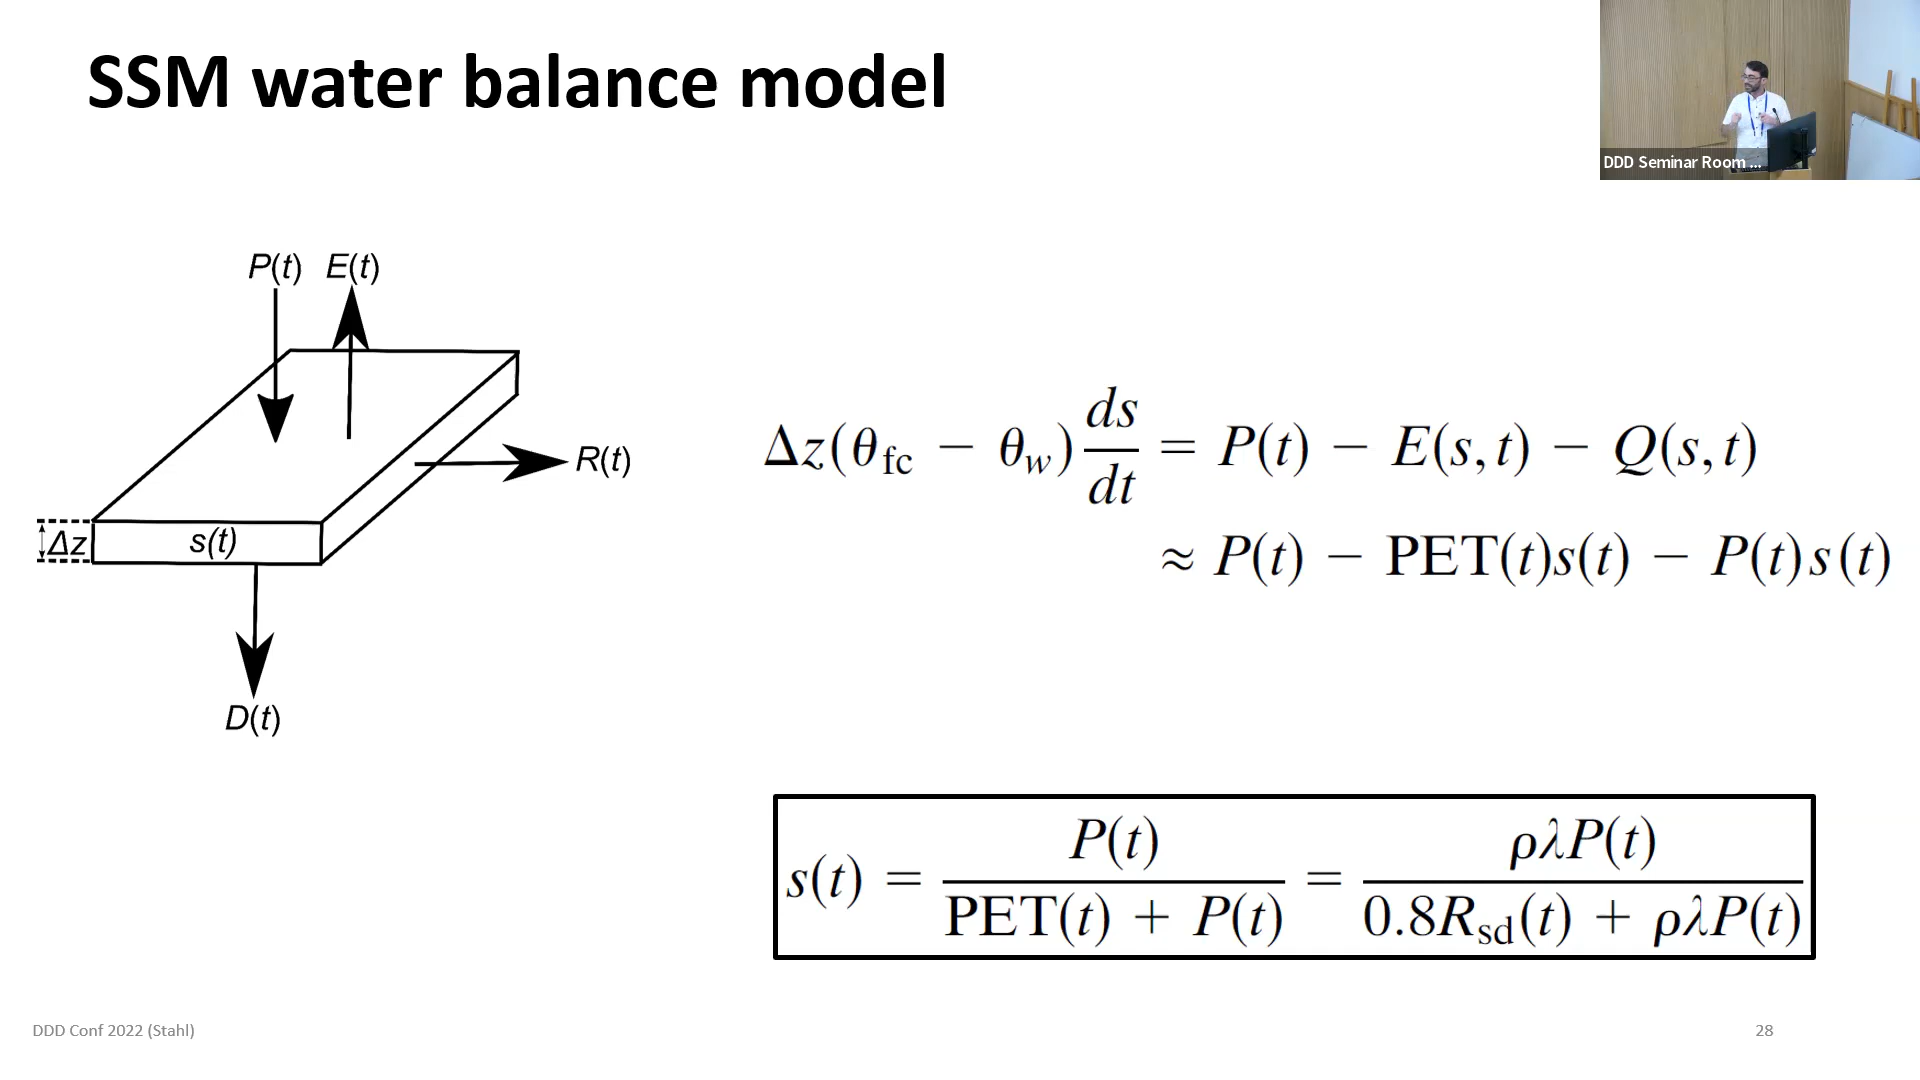 SSM water balance model
DDD Seminar Room ...
P(t) E(t)
R(t)
Δz
s(t)
D(t)
Δz(θ_fc − θ_w) ds/dt = P(t) − E(s,t) − Q(s,t)
≈ P(t) − PET(t)s(t) − P(t)s(t)
s(t) = P(t)/(PET(t) + P(t)) = ρλP(t)/(0.8R_sd(t) + ρλP(t))
DDD Conf 2022 (Stahl)
28